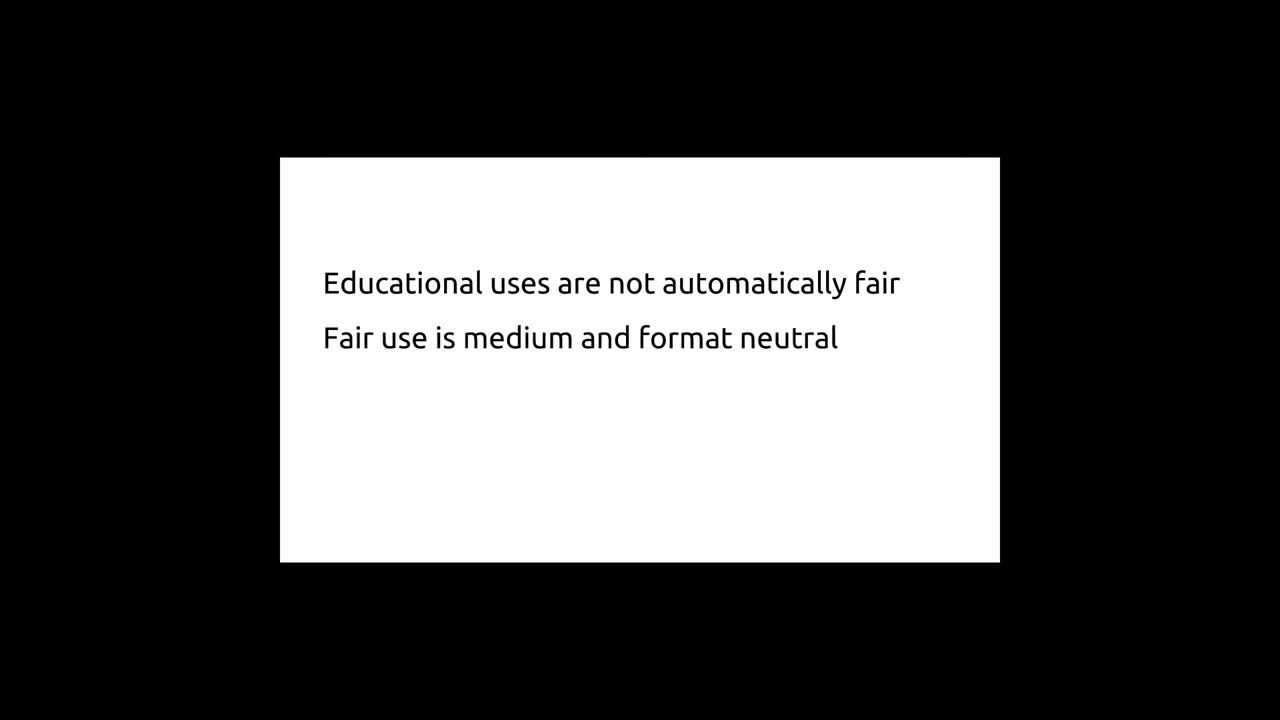 Educational uses are not automatically fair
Fair use is medium and format neutral